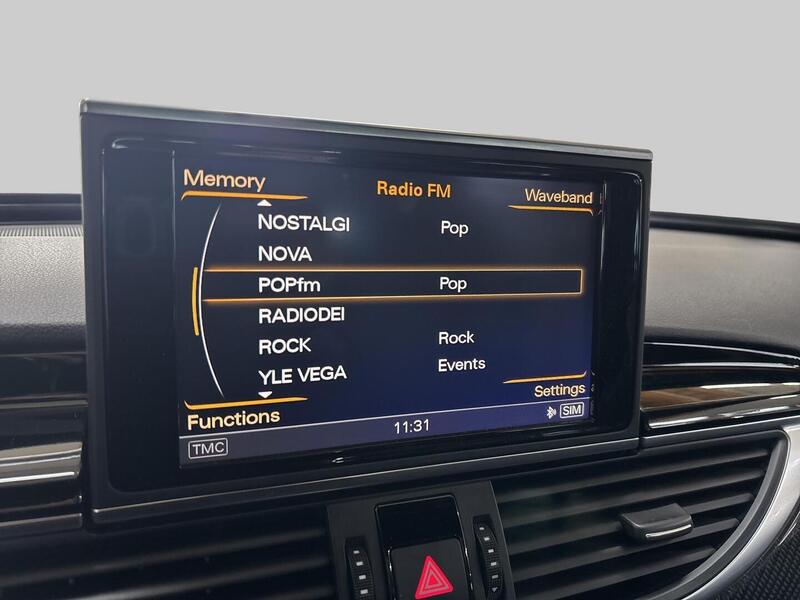 Memory
Radio FM
Waveband
NOSTALGI Pop
NOVA
POPfm Pop
RADIODEI
ROCK Rock
YLE VEGA Events
Settings
Functions
11:31
SIM
TMC